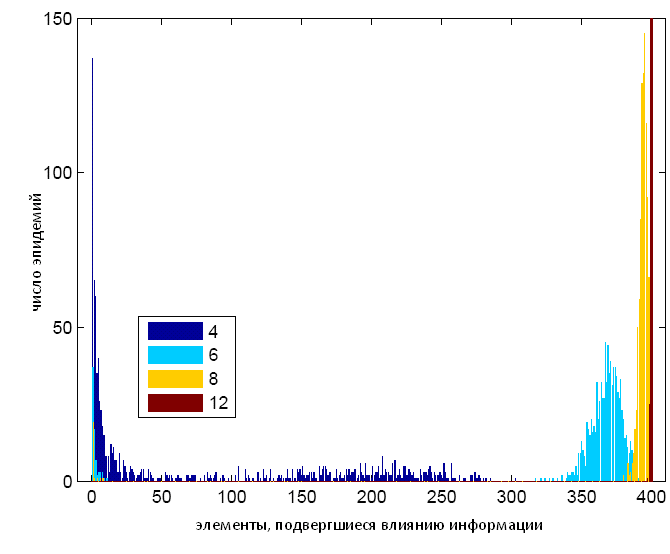 150
100
50
0
число эпидемий
4
6
8
12
0 50 100 150 200 250 300 350 400
элементы, подвергшиеся влиянию информации